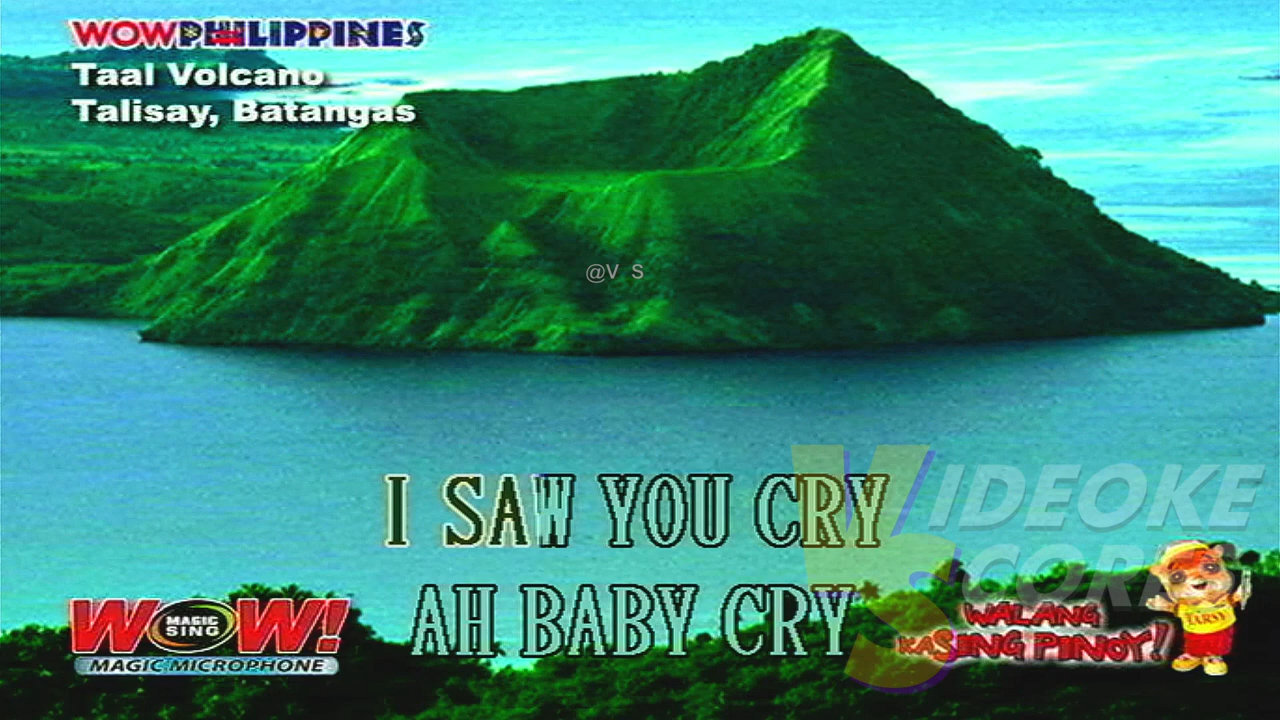 WOWPHILIPPINES
Taal Volcano
Talisay, Batangas
@V S
I SAW YOU CRY
AH BABY CRY
VIDEOKE
SCORE
WOW!
MAGIC
SING
MAGIC MICROPHONE
WALANG
KASING PINOY!